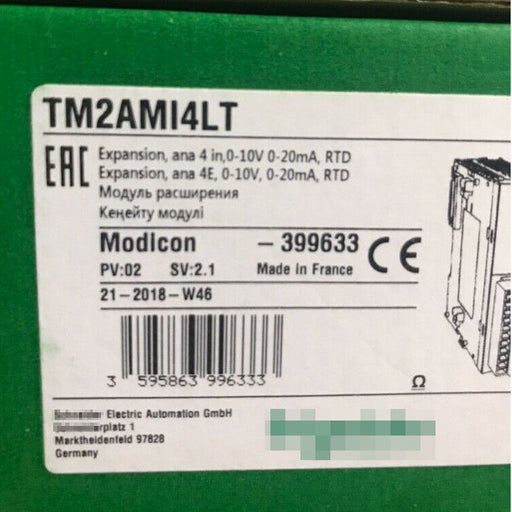 TM2AMI4LT
EAC
Expansion, ana 4 in,0-10V 0-20mA, RTD
Expansion, ana 4E, 0-10V, 0-20mA, RTD
Модуль расширения
Кеңейту модулі
Modicon - 399633
CE
PV:02 SV:2.1 Made in France
21-2018-W46
3 595863 996333
Ω
Electric Automation GmbH
rplatz 1
Marktheidenfeld 97828
Germany